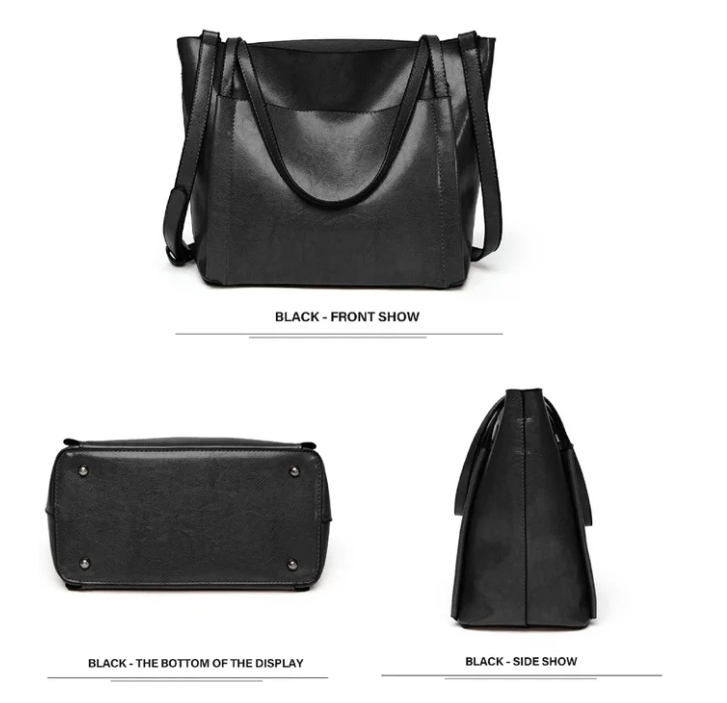 BLACK - FRONT SHOW
BLACK - THE BOTTOM OF THE DISPLAY
BLACK - SIDE SHOW